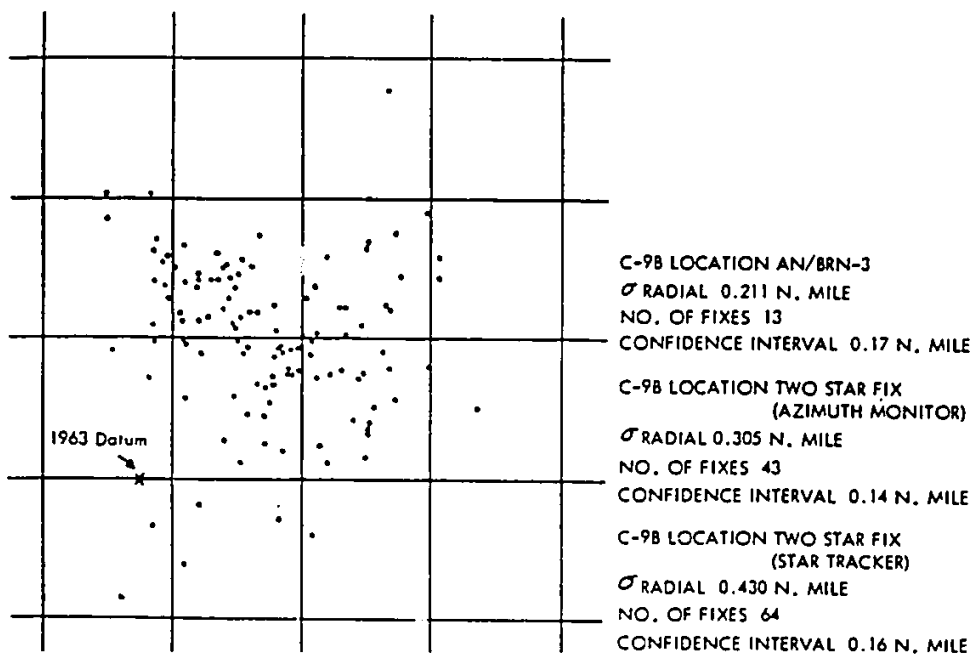 1963 Datum
C-9B LOCATION AN/BRN-3
σ RADIAL 0.211 N. MILE
NO. OF FIXES 13
CONFIDENCE INTERVAL 0.17 N. MILE
C-9B LOCATION TWO STAR FIX
(AZIMUTH MONITOR)
σ RADIAL 0.305 N. MILE
NO. OF FIXES 43
CONFIDENCE INTERVAL 0.14 N. MILE
C-9B LOCATION TWO STAR FIX
(STAR TRACKER)
σ RADIAL 0.430 N. MILE
NO. OF FIXES 64
CONFIDENCE INTERVAL 0.16 N. MILE